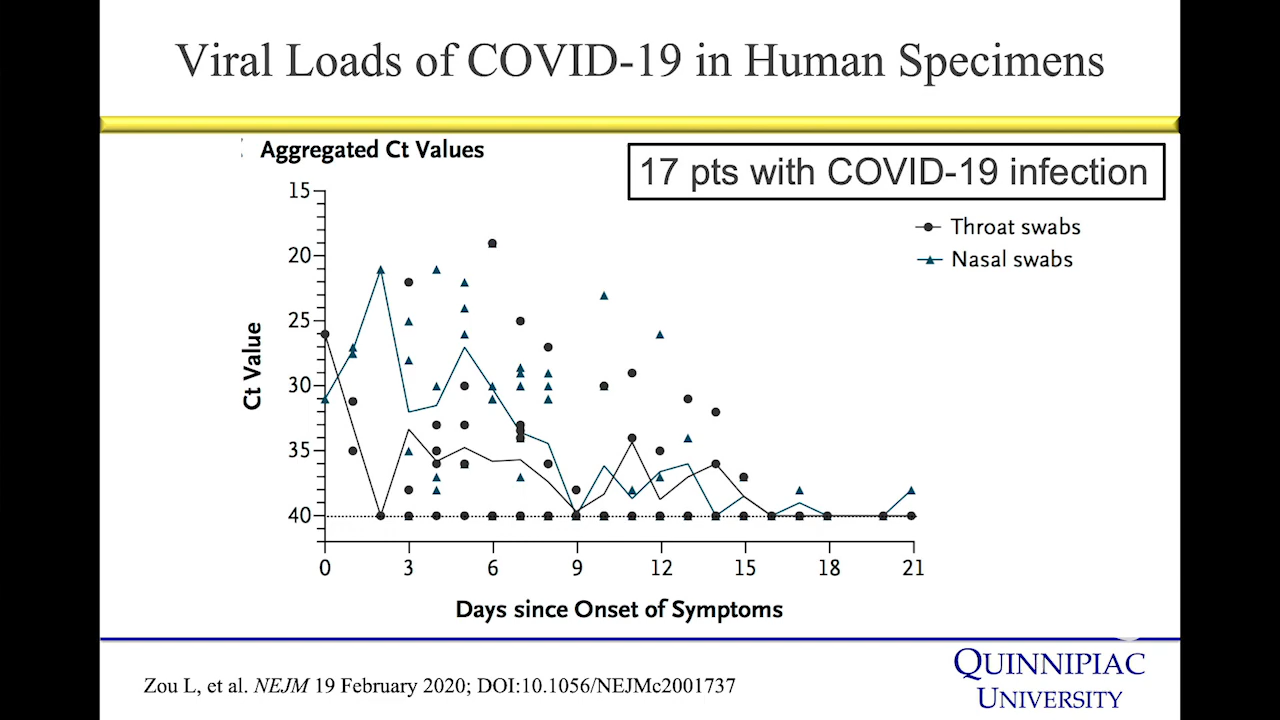 Viral Loads of COVID-19 in Human Specimens
Aggregated Ct Values
17 pts with COVID-19 infection
Throat swabs
Nasal swabs
15
20
25
30
35
40
Ct Value
0 3 6 9 12 15 18 21
Days since Onset of Symptoms
Zou L, et al. NEJM 19 February 2020; DOI:10.1056/NEJMc2001737
QUINNIPIAC
UNIVERSITY